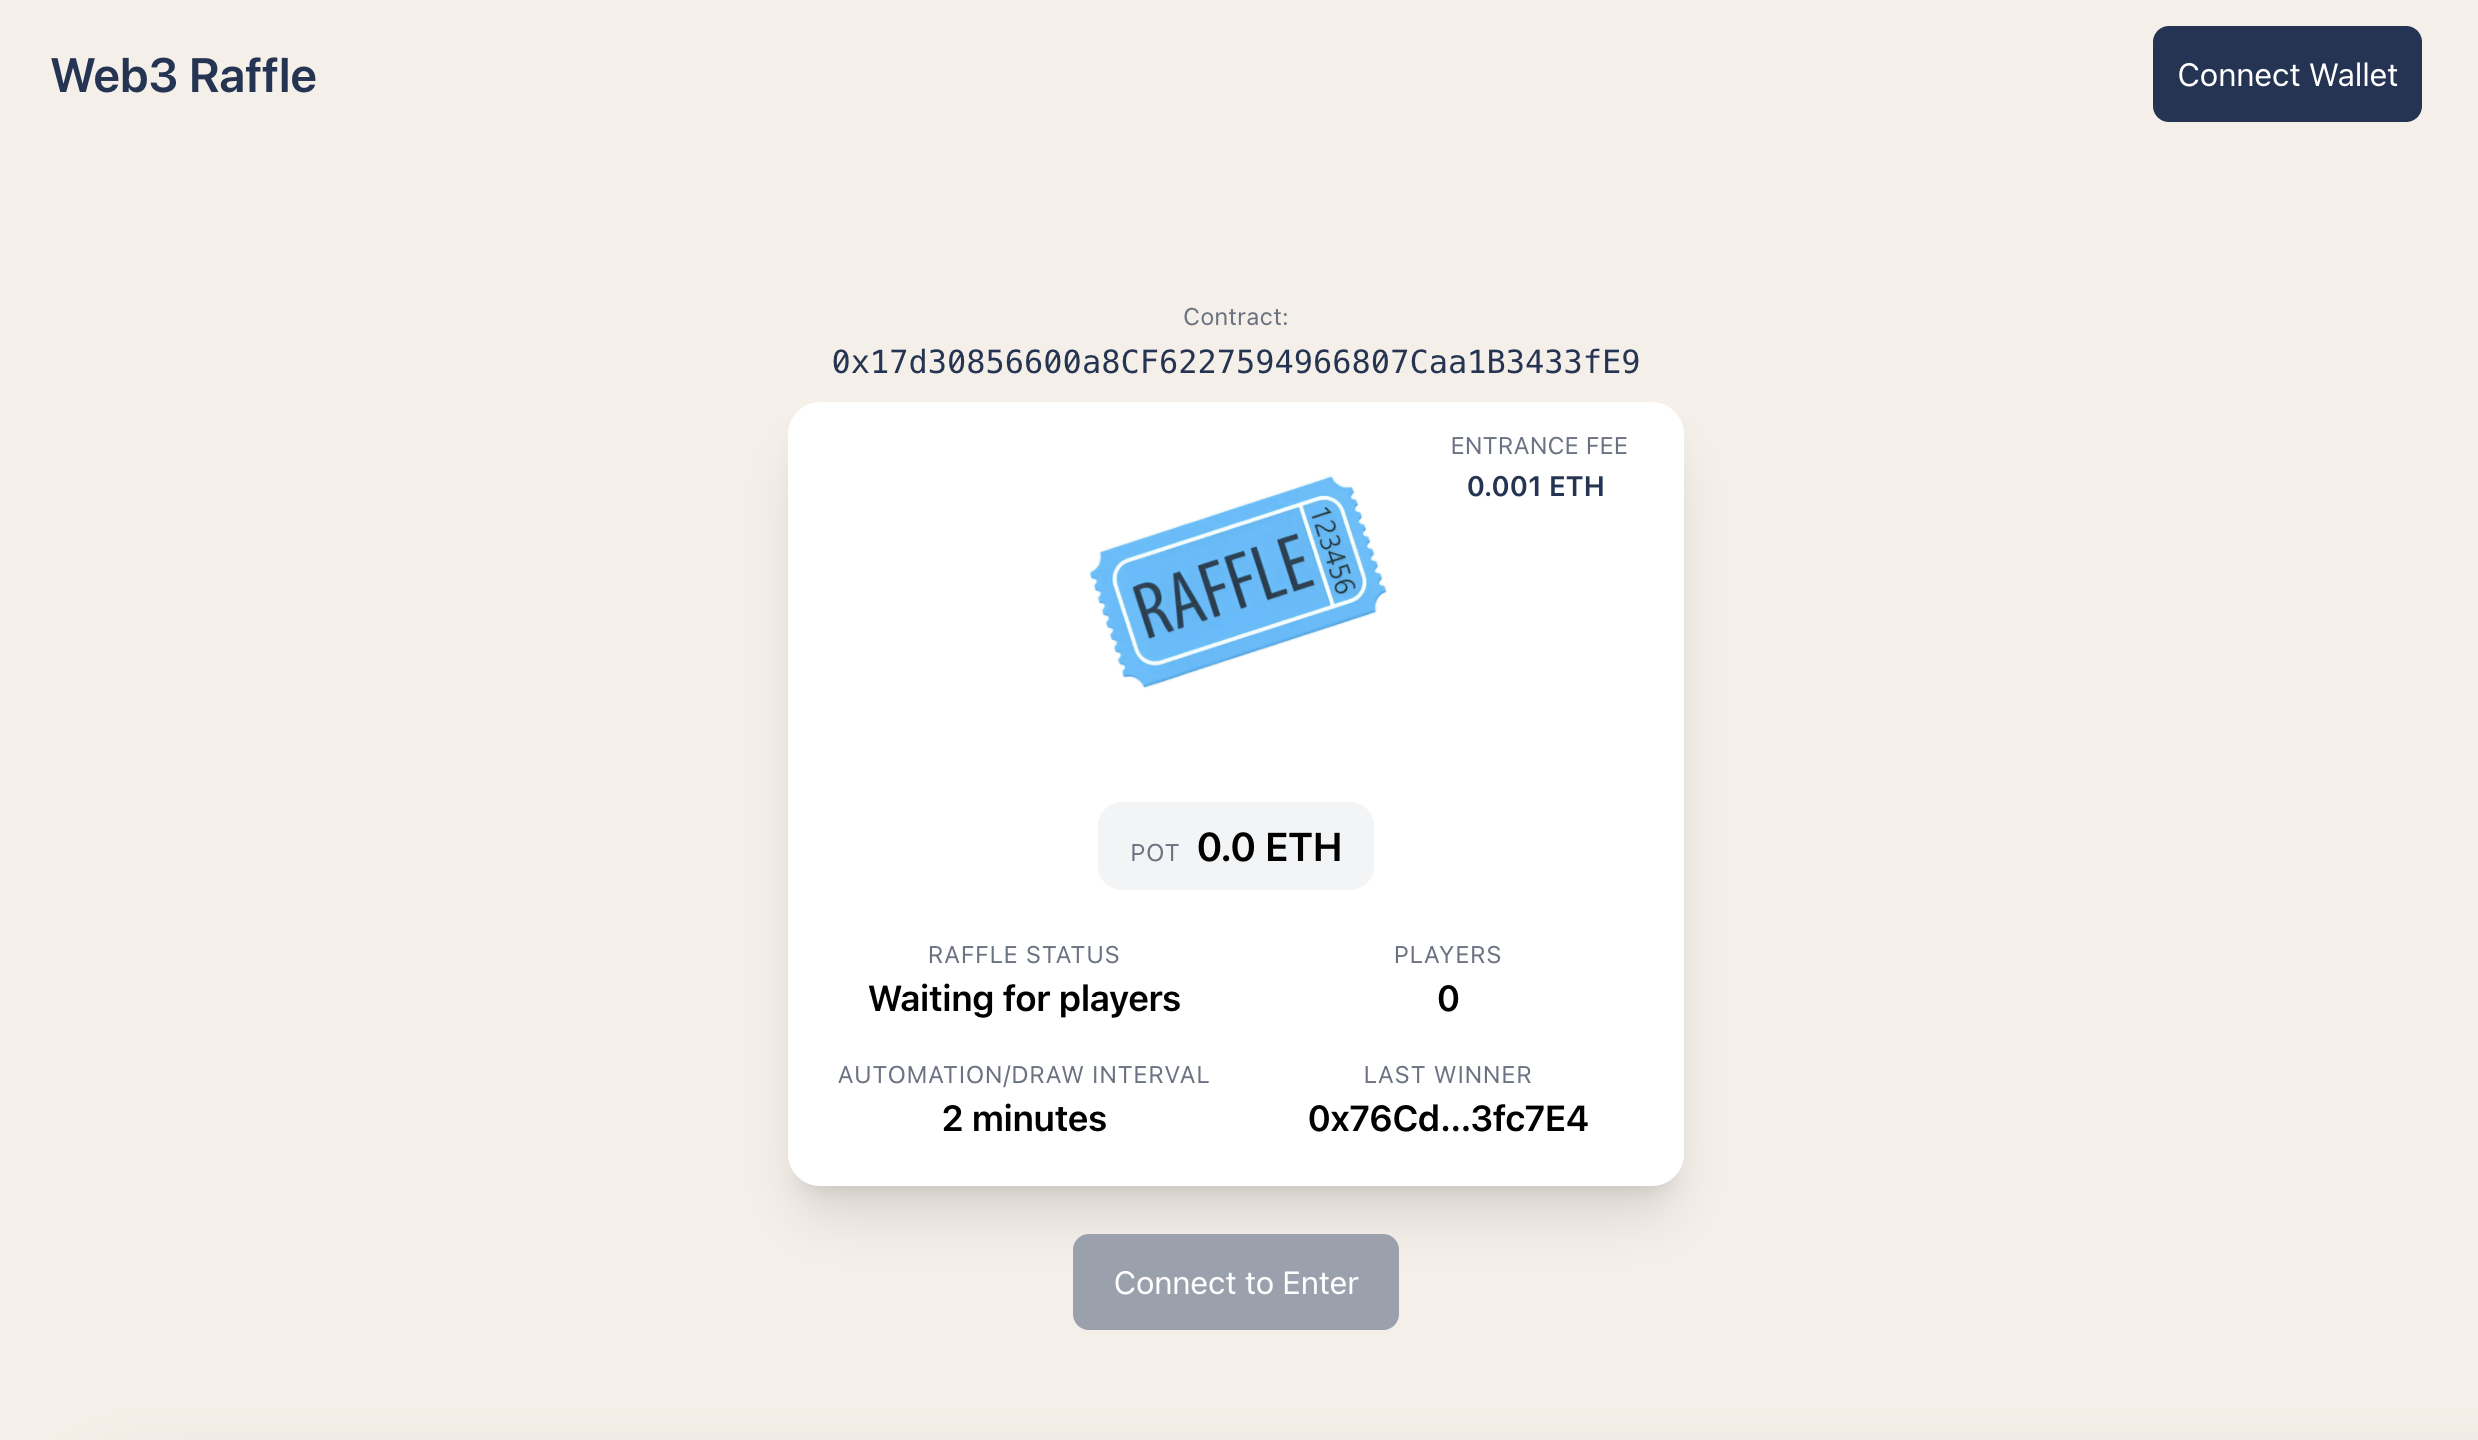 Web3 Raffle
Connect Wallet
Contract:
0x17d30856600a8CF6227594966807Caa1B3433fE9
ENTRANCE FEE
0.001 ETH
RAFFLE
123456
POT 0.0 ETH
RAFFLE STATUS
Waiting for players
PLAYERS
0
AUTOMATION/DRAW INTERVAL
2 minutes
LAST WINNER
0x76Cd...3fc7E4
Connect to Enter